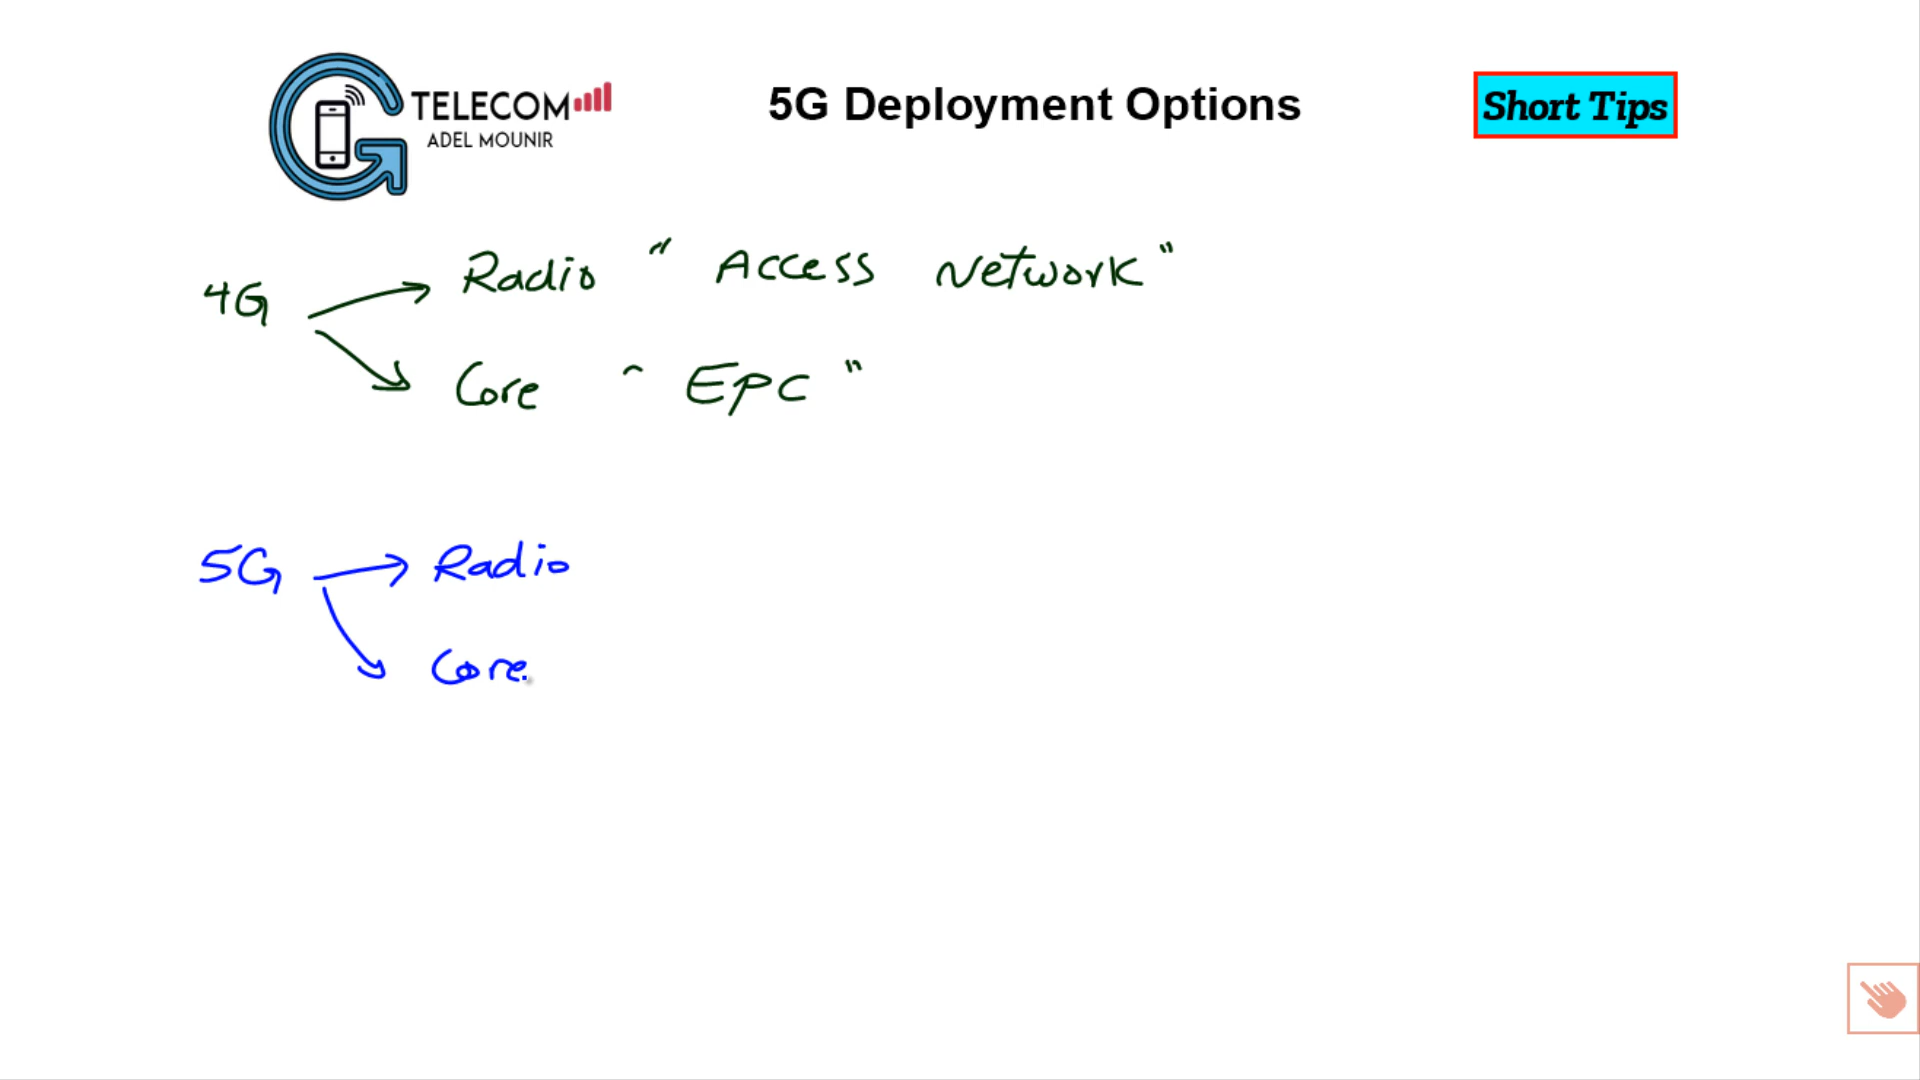 TELECOM
ADEL MOUNIR
5G Deployment Options
Short Tips
4G
Radio " Access Network "
Core " EPC "
5G
Radio
Core